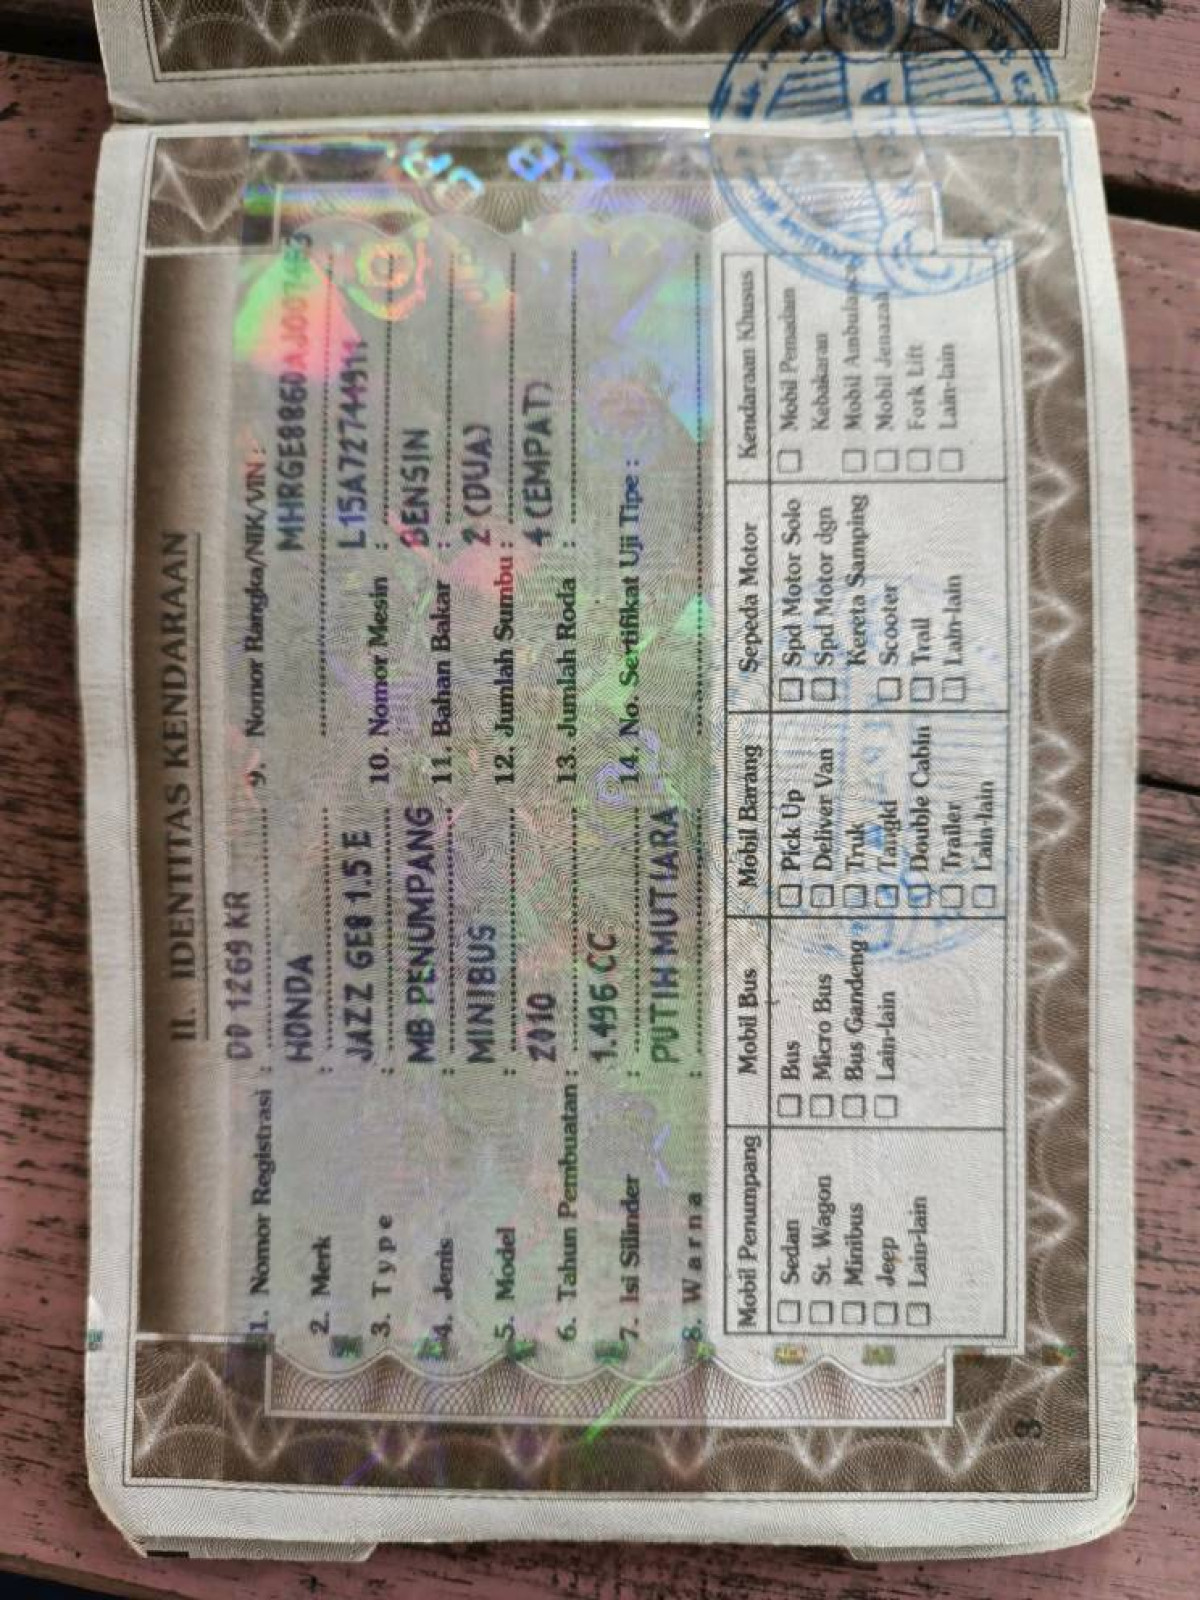 II. IDENTITAS KENDARAAN
1. Nomor Registrasi : DD 1269 KR
2. Merk : HONDA
3. Type : JAZZ GE8 1.5 E
4. Jenis : MB PENUMPANG
5. Model : MINIBUS
6. Tahun Pembuatan : 2010
7. Isi Silinder : 1.496 CC
8. Warna : PUTIH MUTIARA
9. Nomor Rangka/NIK/VIN :
10. Nomor Mesin : L15A72744911
11. Bahan Bakar : BENSIN
12. Jumlah Sumbu : 2 (DUA)
13. Jumlah Roda : 4 (EMPAT)
14. No. Sertifikat Uji Tipe :
Mobil Penumpang
Sedan
St. Wagon
Minibus
Jeep
Lain-lain
Mobil Bus
Bus
Micro Bus
Bus Gandeng
Lain-lain
Mobil Barang
Pick Up
Deliver Van
Truk
Tangki
Double Cabin
Trailer
Lain-lain
Sepeda Motor
Spd Motor Solo
Spd Motor dgn
Kereta Samping
Scooter
Trail
Lain-lain
Kendaraan Khusus
Mobil Pemadan
Kebakaran
Mobil Ambulance
Mobil Jenazah
Fork Lift
Lain-lain
3